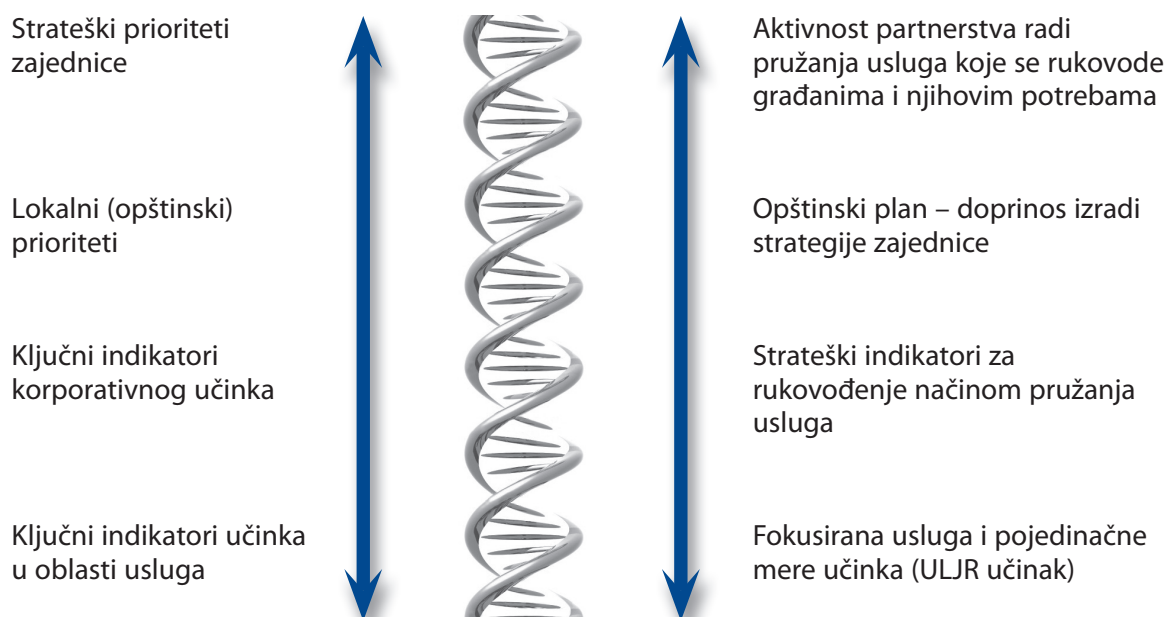 Strateški prioriteti
zajednice
Aktivnost partnerstva radi
pružanja usluga koje se rukovode
građanima i njihovim potrebama
Lokalni (opštinski)
prioriteti
Opštinski plan – doprinos izradi
strategije zajednice
Ključni indikatori
korporativnog učinka
Strateški indikatori za
rukovođenje načinom pružanja
usluga
Ključni indikatori učinka
u oblasti usluga
Fokusirana usluga i pojedinačne
mere učinka (ULJR učinak)